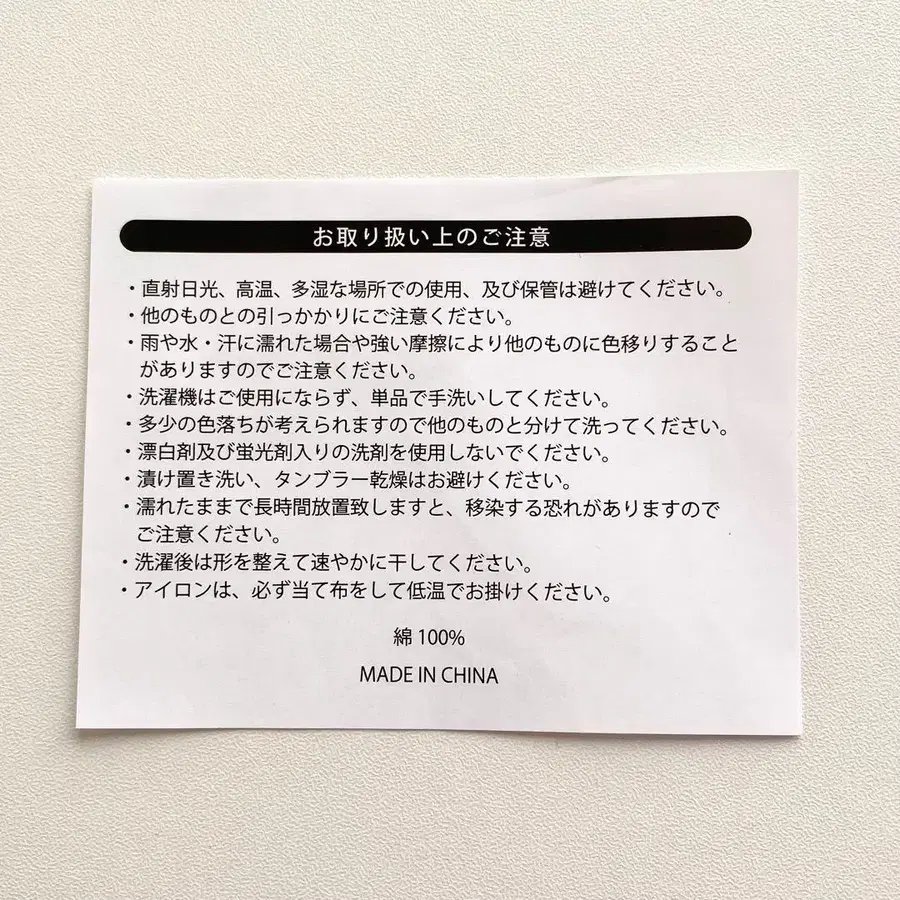 お取り扱い上のご注意
・直射日光、高温、多湿な場所での使用、及び保管は避けてください。
・他のものとの引っかかりにご注意ください。
・雨や水・汗に濡れた場合や強い摩擦により他のものに色移りすること
がありますのでご注意ください。
・洗濯機はご使用にならず、単品で手洗いしてください。
・多少の色落ちが考えられますので他のものと分けて洗ってください。
・漂白剤及び蛍光剤入りの洗剤を使用しないでください。
・漬け置き洗い、タンブラー乾燥はお避けください。
・濡れたままで長時間放置致しますと、移染する恐れがありますので
ご注意ください。
・洗濯後は形を整えて速やかに干してください。
・アイロンは、必ず当て布をして低温でお掛けください。
綿 100%
MADE IN CHINA